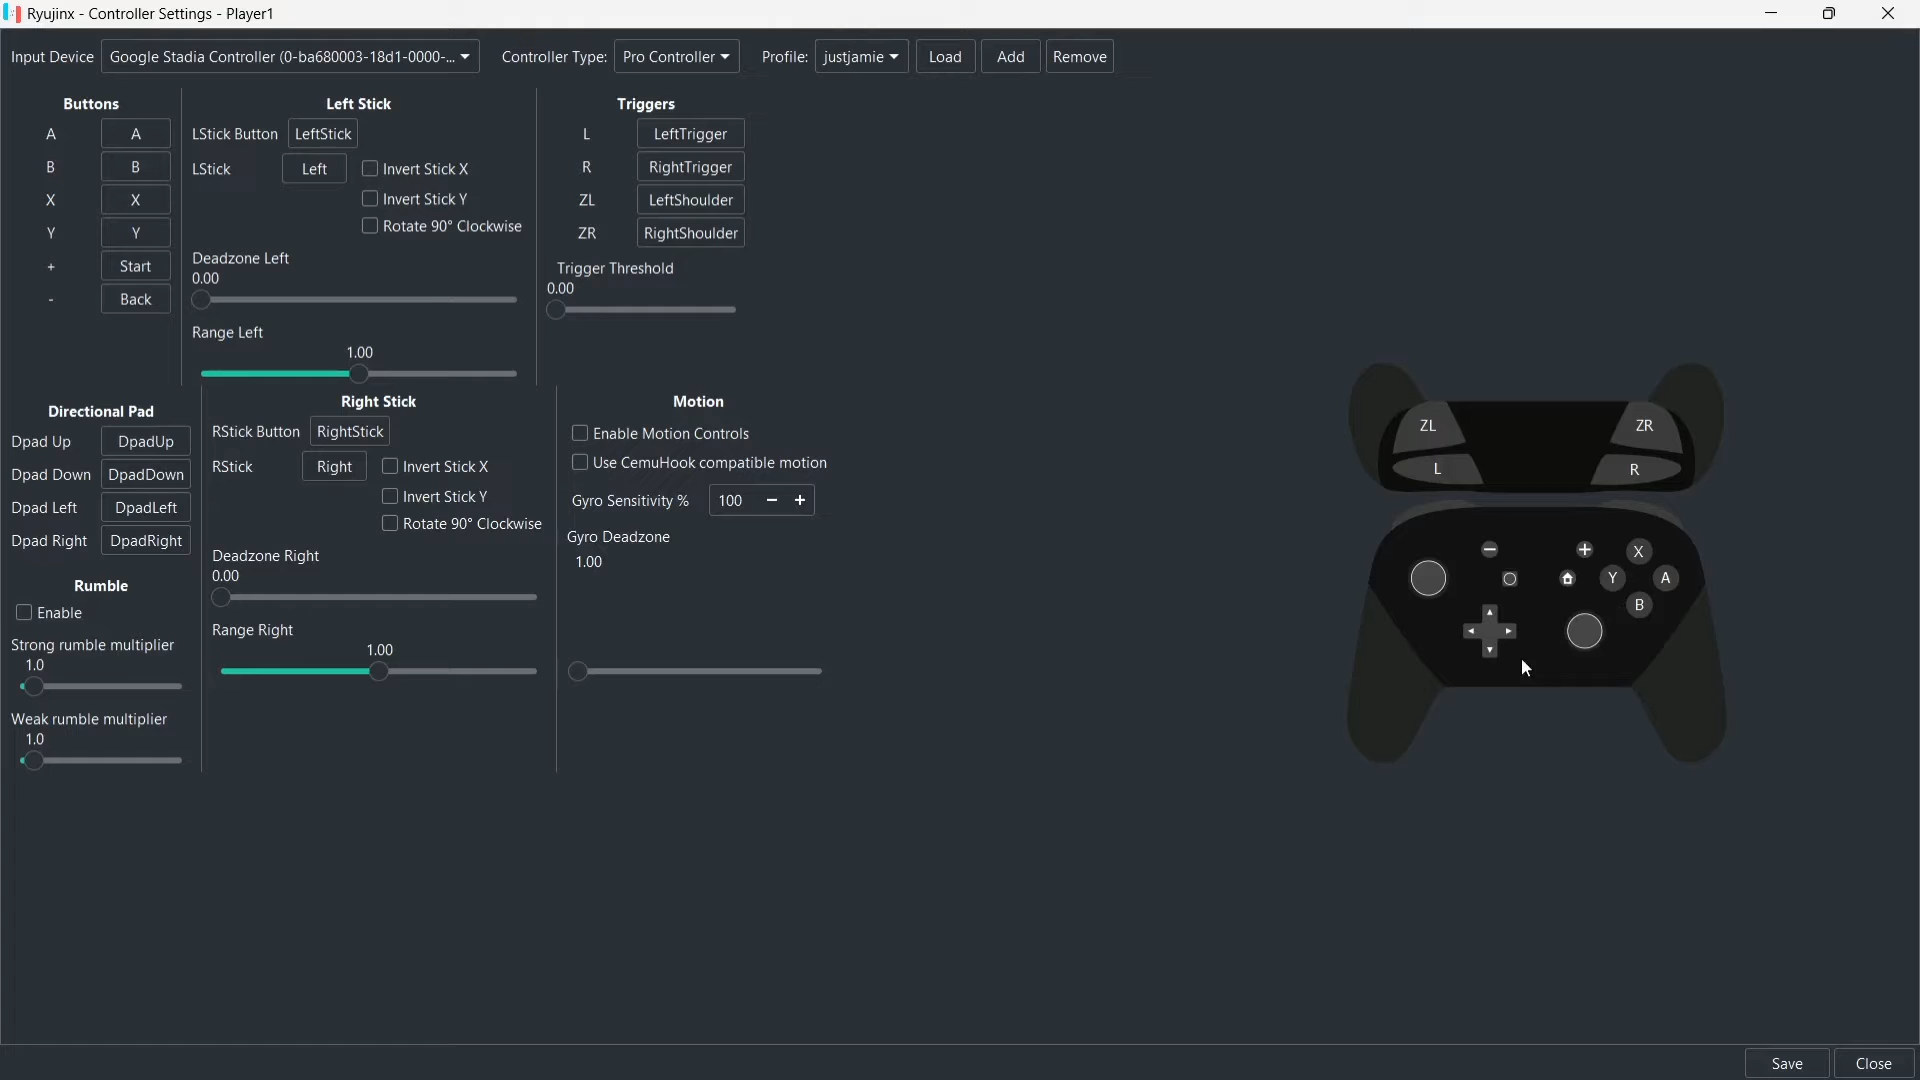 Ryujinx - Controller Settings - Player1
Input Device Google Stadia Controller (0-ba680003-18d1-0000-... Controller Type: Pro Controller Profile: justjamie Load Add Remove
Buttons
A A
B B
X X
Y Y
+ Start
- Back
Left Stick
LStick Button LeftStick
LStick Left Invert Stick X
Invert Stick Y
Rotate 90° Clockwise
Deadzone Left
0.00
Range Left
1.00
Triggers
L LeftTrigger
R RightTrigger
ZL LeftShoulder
ZR RightShoulder
Trigger Threshold
0.00
Directional Pad
Dpad Up DpadUp
Dpad Down DpadDown
Dpad Left DpadLeft
Dpad Right DpadRight
Rumble
Enable
Strong rumble multiplier
1.0
Weak rumble multiplier
1.0
Right Stick
RStick Button RightStick
RStick Right Invert Stick X
Invert Stick Y
Rotate 90° Clockwise
Deadzone Right
0.00
Range Right
1.00
Motion
Enable Motion Controls
Use CemuHook compatible motion
Gyro Sensitivity % 100 − +
Gyro Deadzone
1.00
ZL ZR
L R
− + X
Y A
B
Save Close